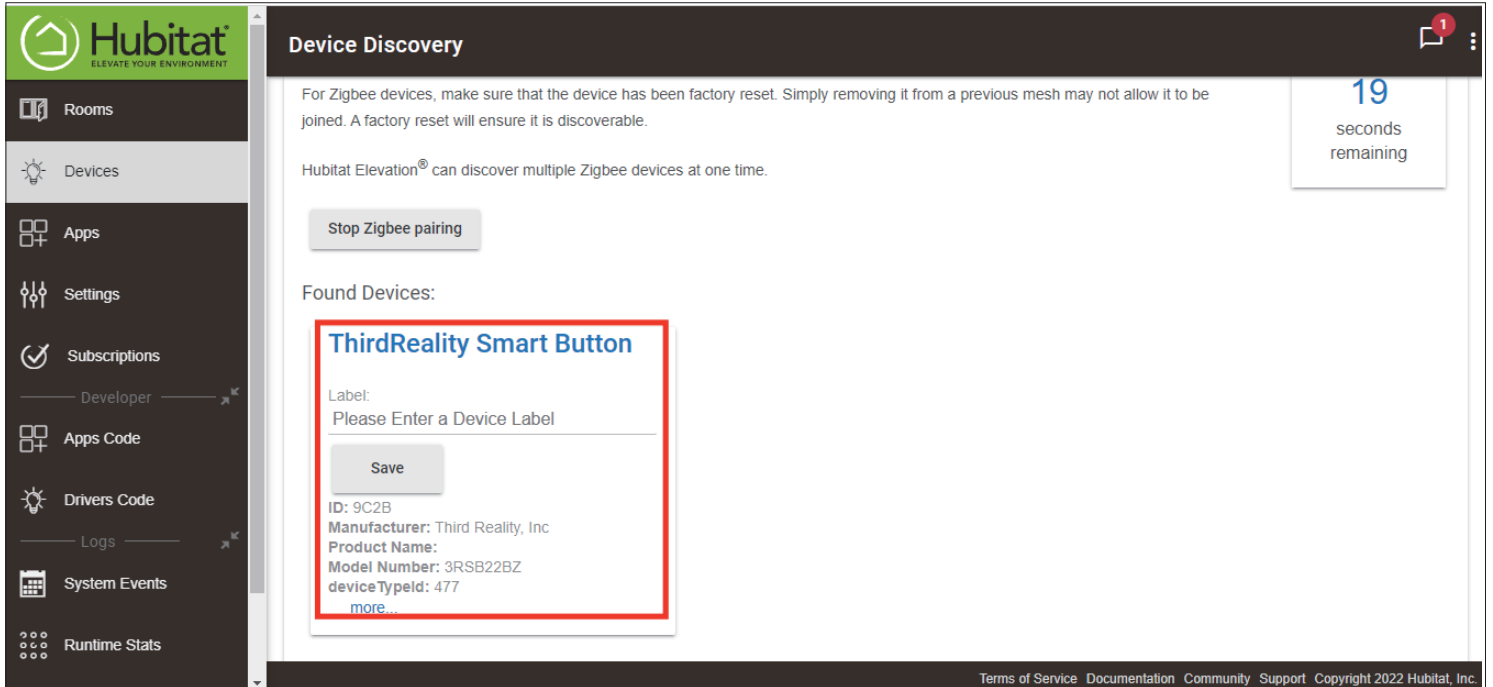 Hubitat®
ELEVATE YOUR ENVIRONMENT
Rooms
Devices
Apps
Settings
Subscriptions
Developer
Apps Code
Drivers Code
Logs
System Events
Runtime Stats
Device Discovery
1
For Zigbee devices, make sure that the device has been factory reset. Simply removing it from a previous mesh may not allow it to be
joined. A factory reset will ensure it is discoverable.
Hubitat Elevation® can discover multiple Zigbee devices at one time.
19
seconds
remaining
Stop Zigbee pairing
Found Devices:
ThirdReality Smart Button
Label:
Please Enter a Device Label
Save
ID: 9C2B
Manufacturer: Third Reality, Inc
Product Name:
Model Number: 3RSB22BZ
deviceTypeId: 477
more...
Terms of Service Documentation Community Support Copyright 2022 Hubitat, Inc.